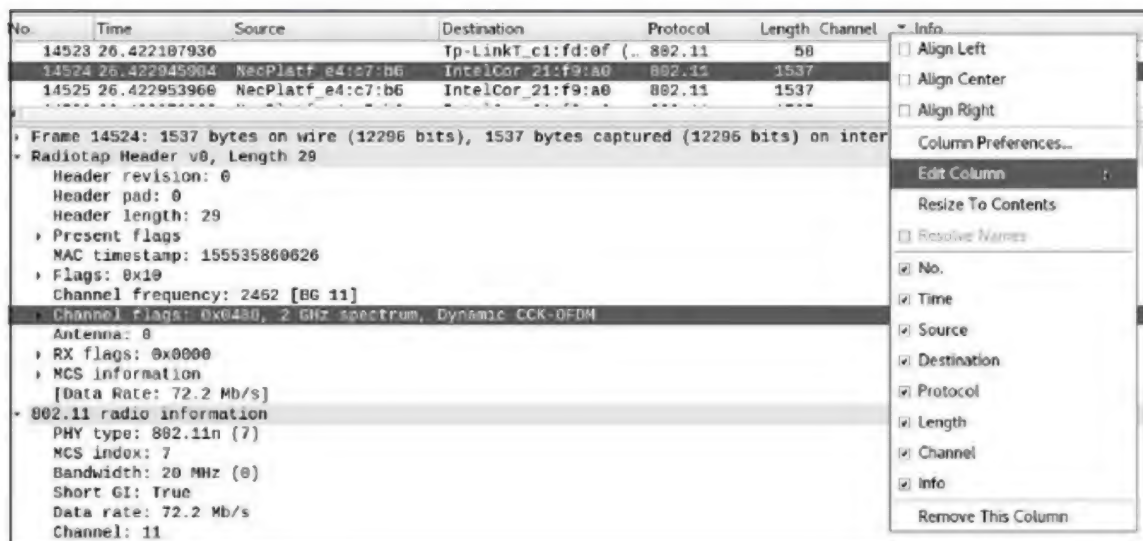 No. Time Source Destination Protocol Length Channel Info
14523 26.422107936 Tp-LinkT_c1:fd:0f (… 802.11 50
14524 26.422945904 NecPlatf_e4:c7:b6 IntelCor_21:f9:a0 802.11 1537
14525 26.422953960 NecPlatf_e4:c7:b6 IntelCor_21:f9:a0 802.11 1537
Frame 14524: 1537 bytes on wire (12296 bits), 1537 bytes captured (12296 bits) on inter
Radiotap Header v0, Length 29
Header revision: 0
Header pad: 0
Header length: 29
Present flags
MAC timestamp: 155535860626
Flags: 0x10
Channel frequency: 2462 [BG 11]
Channel flags: 0x0480, 2 GHz spectrum, Dynamic CCK-OFDM
Antenna: 0
RX flags: 0x0000
MCS information
[Data Rate: 72.2 Mb/s]
802.11 radio information
PHY type: 802.11n (7)
MCS index: 7
Bandwidth: 20 MHz (0)
Short GI: True
Data rate: 72.2 Mb/s
Channel: 11
Align Left
Align Center
Align Right
Column Preferences...
Edit Column
Resize To Contents
Resolve Names
No.
Time
Source
Destination
Protocol
Length
Channel
Info
Remove This Column